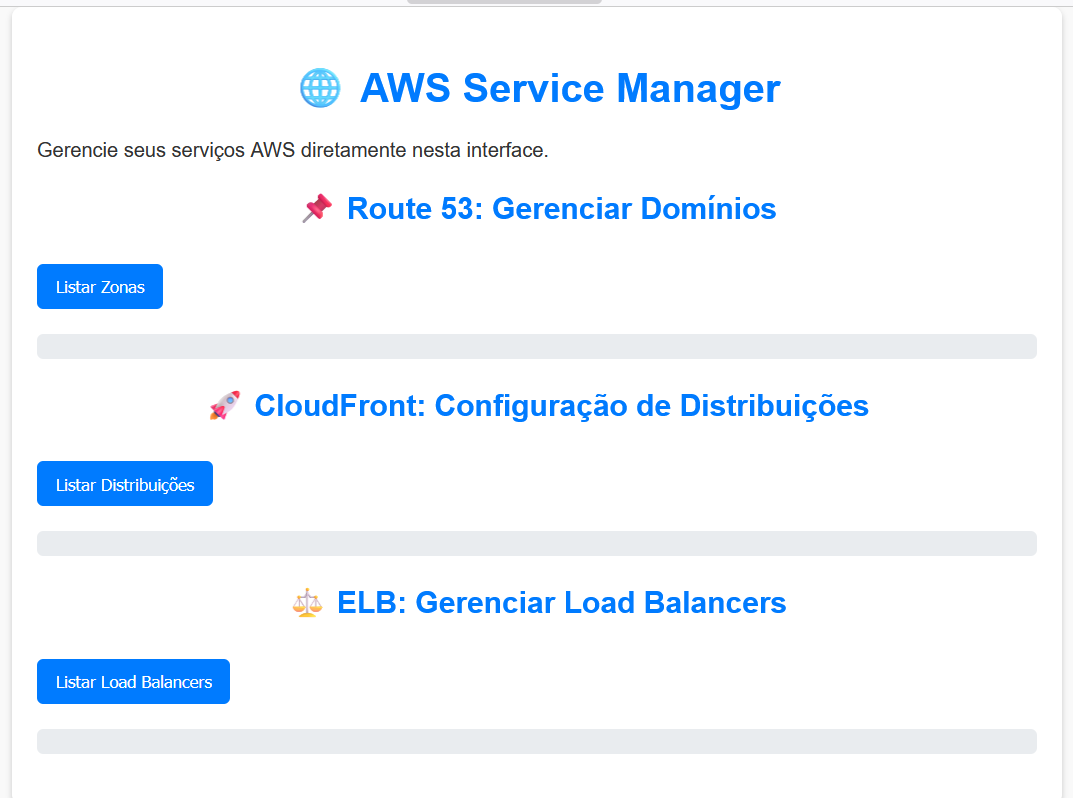 AWS Service Manager
Gerencie seus serviços AWS diretamente nesta interface.
Route 53: Gerenciar Domínios
Listar Zonas
CloudFront: Configuração de Distribuições
Listar Distribuições
ELB: Gerenciar Load Balancers
Listar Load Balancers